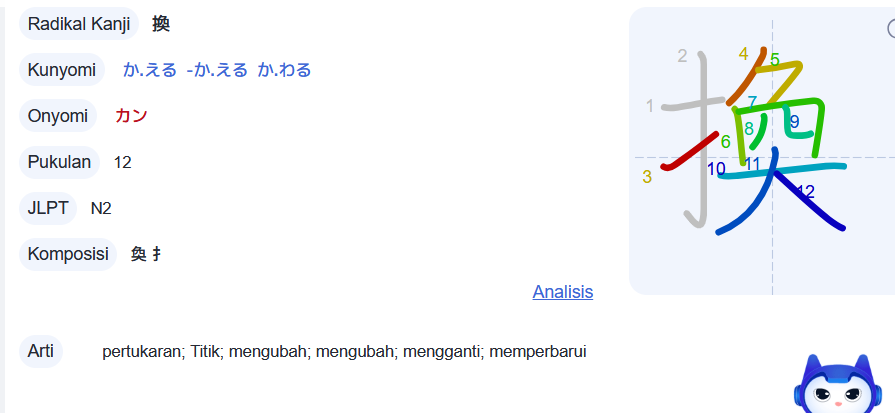 Radikal Kanji 換
Kunyomi か.える -か.える か.わる
Onyomi カン
Pukulan 12
JLPT N2
Komposisi 奐 扌
Analisis
Arti pertukaran; Titik; mengubah; mengubah; mengganti; memperbarui
1
2
3
4
5
6
7
8
9
10
11
12